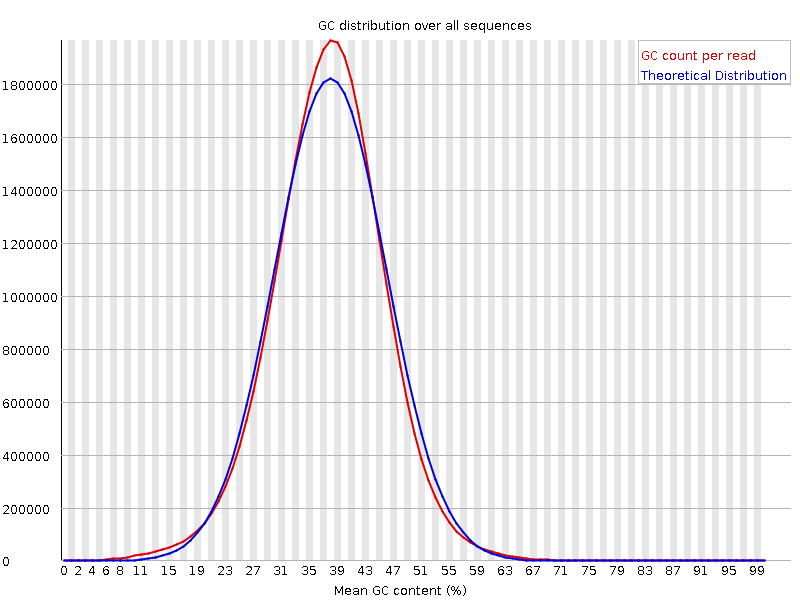 GC distribution over all sequences
GC count per read
Theoretical Distribution
1800000
1600000
1400000
1200000
1000000
800000
600000
400000
200000
0
0 2 4 6 8 11 15 19 23 27 31 35 39 43 47 51 55 59 63 67 71 75 79 83 87 91 95 99
Mean GC content (%)